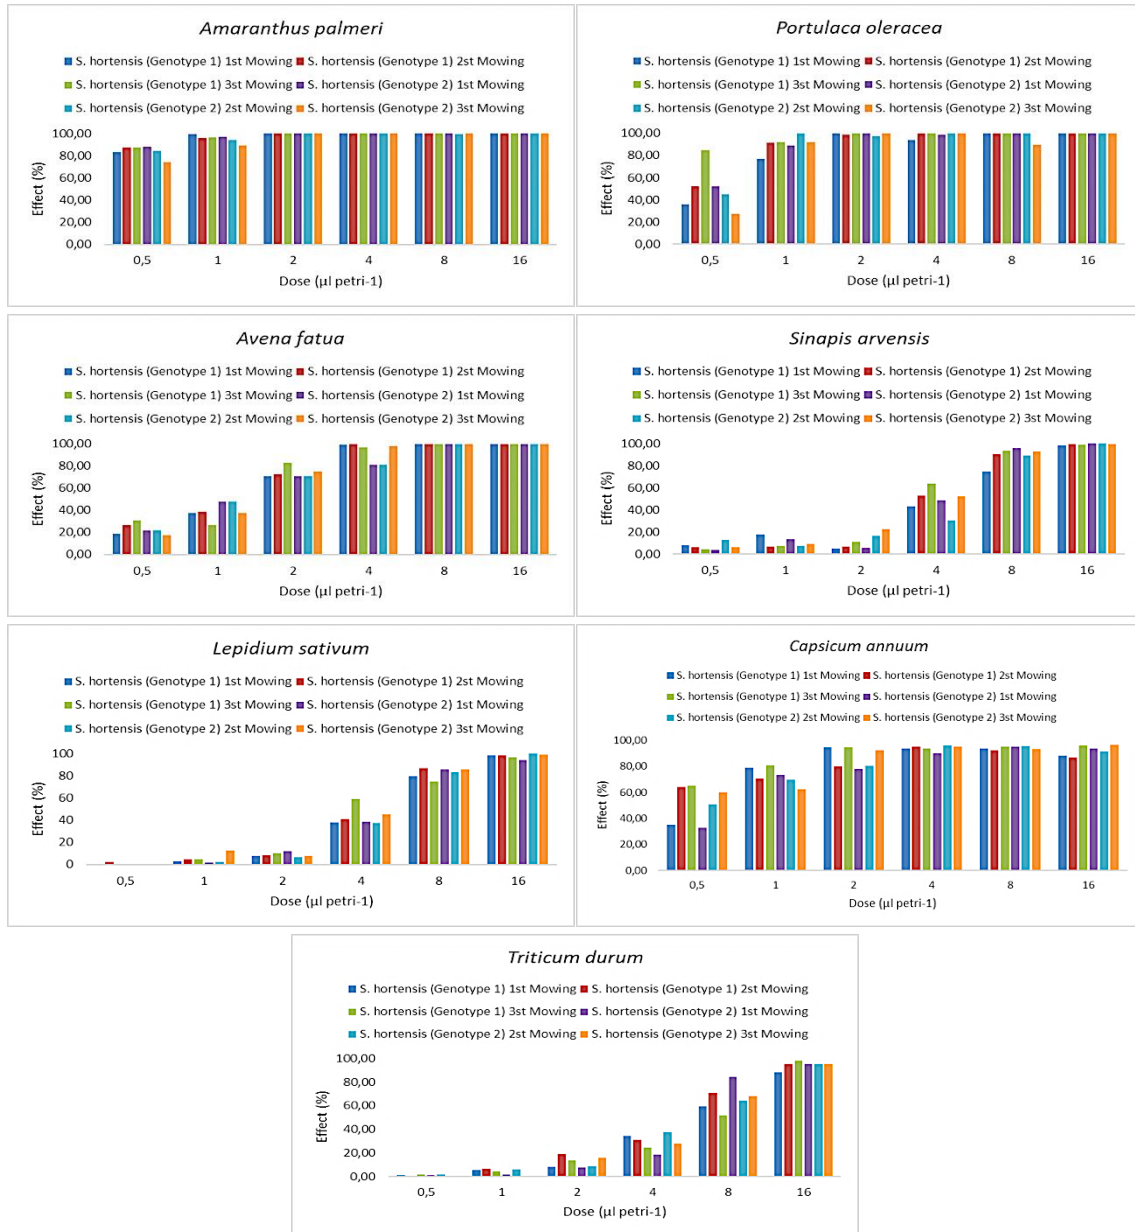 Amaranthus palmeri
S. hortensis (Genotype 1) 1st Mowing S. hortensis (Genotype 1) 2st Mowing
S. hortensis (Genotype 1) 3st Mowing S. hortensis (Genotype 2) 1st Mowing
S. hortensis (Genotype 2) 2st Mowing S. hortensis (Genotype 2) 3st Mowing
Effect (%)
100,00
80,00
60,00
40,00
20,00
0,00
0,5 1 2 4 8 16
Dose (µl petri-1)
Portulaca oleracea
S. hortensis (Genotype 1) 1st Mowing S. hortensis (Genotype 1) 2st Mowing
S. hortensis (Genotype 1) 3st Mowing S. hortensis (Genotype 2) 1st Mowing
S. hortensis (Genotype 2) 2st Mowing S. hortensis (Genotype 2) 3st Mowing
Effect (%)
100,00
80,00
60,00
40,00
20,00
0,00
0,5 1 2 4 8 16
Dose (µl petri-1)
Avena fatua
S. hortensis (Genotype 1) 1st Mowing S. hortensis (Genotype 1) 2st Mowing
S. hortensis (Genotype 1) 3st Mowing S. hortensis (Genotype 2) 1st Mowing
S. hortensis (Genotype 2) 2st Mowing S. hortensis (Genotype 2) 3st Mowing
Effect (%)
100,00
80,00
60,00
40,00
20,00
0,00
0,5 1 2 4 8 16
Dose (µl petri-1)
Sinapis arvensis
S. hortensis (Genotype 1) 1st Mowing S. hortensis (Genotype 1) 2st Mowing
S. hortensis (Genotype 1) 3st Mowing S. hortensis (Genotype 2) 1st Mowing
S. hortensis (Genotype 2) 2st Mowing S. hortensis (Genotype 2) 3st Mowing
Effect (%)
100,00
80,00
60,00
40,00
20,00
0,00
0,5 1 2 4 8 16
Dose (µl petri-1)
Lepidium sativum
S. hortensis (Genotype 1) 1st Mowing S. hortensis (Genotype 1) 2st Mowing
S. hortensis (Genotype 1) 3st Mowing S. hortensis (Genotype 2) 1st Mowing
S. hortensis (Genotype 2) 2st Mowing S. hortensis (Genotype 2) 3st Mowing
Effect (%)
100
80
60
40
20
0
0,5 1 2 4 8 16
Dose (µl petri-1)
Capsicum annuum
S. hortensis (Genotype 1) 1st Mowing S. hortensis (Genotype 1) 2st Mowing
S. hortensis (Genotype 1) 3st Mowing S. hortensis (Genotype 2) 1st Mowing
S. hortensis (Genotype 2) 2st Mowing S. hortensis (Genotype 2) 3st Mowing
Effect (%)
100,00
80,00
60,00
40,00
20,00
0,00
0,5 1 2 4 8 16
Dose (µl petri-1)
Triticum durum
S. hortensis (Genotype 1) 1st Mowing S. hortensis (Genotype 1) 2st Mowing
S. hortensis (Genotype 1) 3st Mowing S. hortensis (Genotype 2) 1st Mowing
S. hortensis (Genotype 2) 2st Mowing S. hortensis (Genotype 2) 3st Mowing
Effect (%)
100,00
80,00
60,00
40,00
20,00
0,00
0,5 1 2 4 8 16
Dose (µl petri-1)